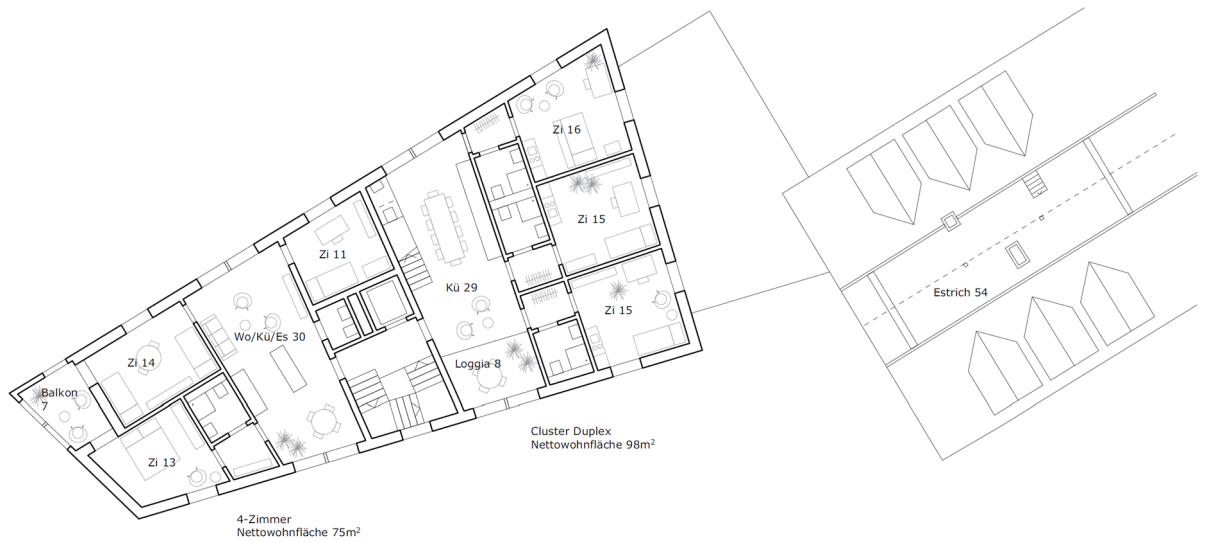 Zi 16
Zi 15
Zi 11
Kü 29
Estrich 54
Zi 15
Wo/Kü/Es 30
Zi 14
Loggia 8
Balkon
7
Zi 13
Cluster Duplex
Nettowohnfläche 98m²
4-Zimmer
Nettowohnfläche 75m²